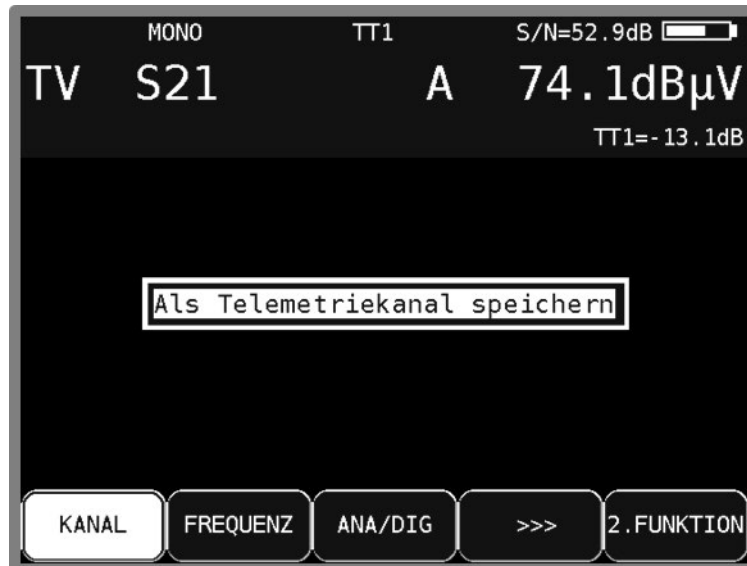 MONO TT1 S/N=52.9dB
TV S21 A 74.1dBµV
TT1=-13.1dB
Als Telemetriekanal speichern
KANAL FREQUENZ ANA/DIG >>> 2.FUNKTION